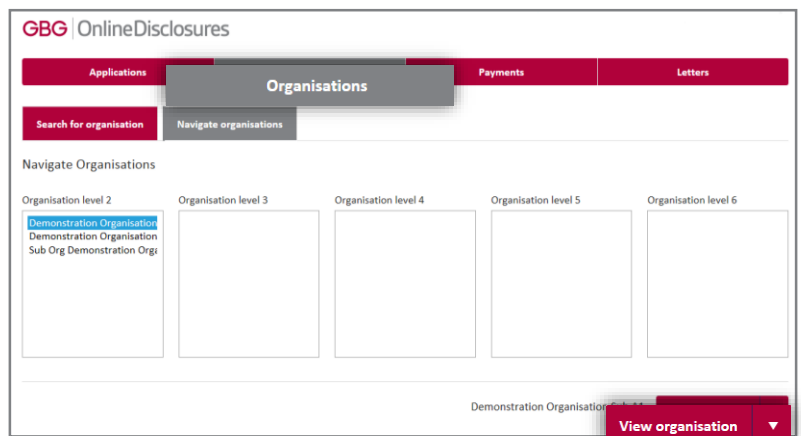 GBG OnlineDisclosures
Applications Organisations Payments Letters
Search for organisation Navigate organisations
Navigate Organisations
Organisation level 2 Organisation level 3 Organisation level 4 Organisation level 5 Organisation level 6
Demonstration Organisation
Demonstration Organisation
Sub Org Demonstration Orga
Demonstration Organisation
View organisation